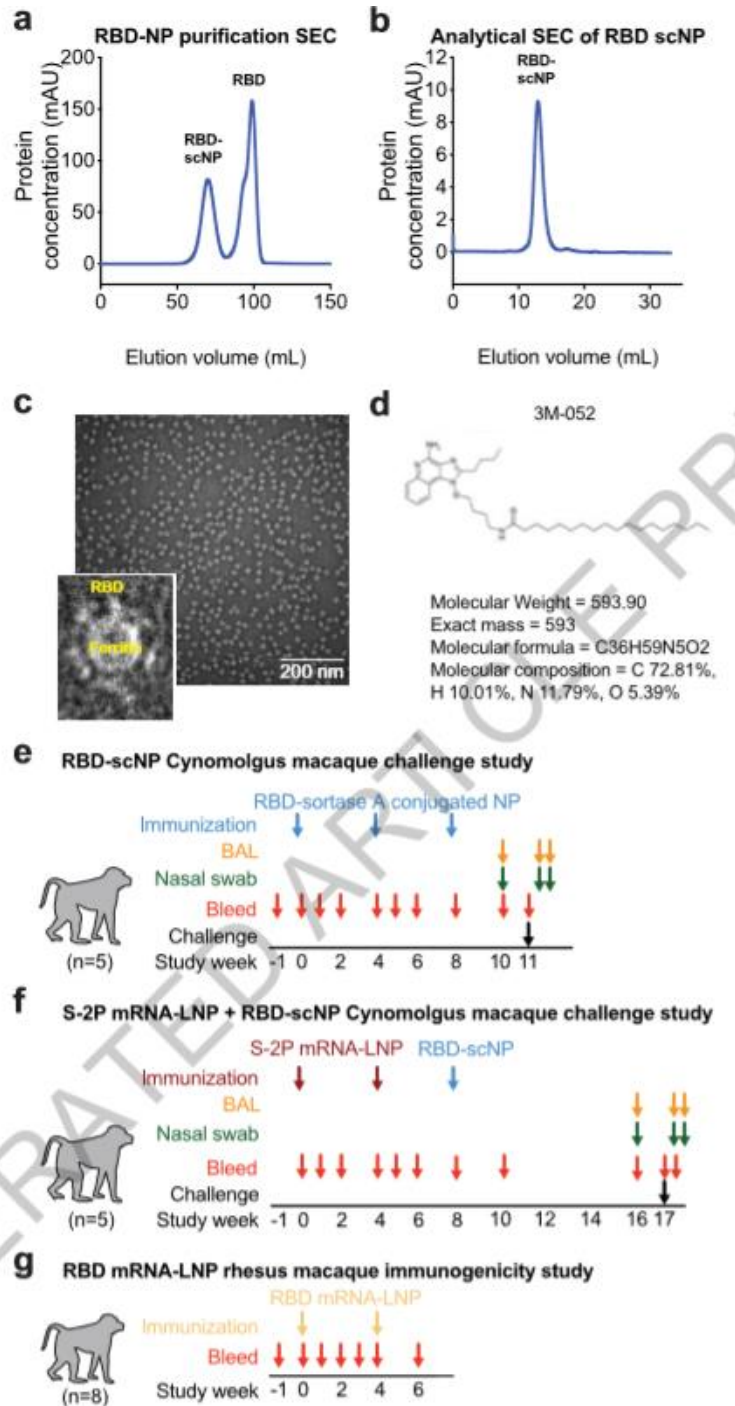 a
RBD-NP purification SEC
Protein concentration (mAU)
200
150
100
50
0
RBD-
scNP
RBD
0 50 100 150
Elution volume (mL)
b
Analytical SEC of RBD scNP
Protein concentration (mAU)
12
10
8
6
4
2
0
RBD-
scNP
0 10 20 30
Elution volume (mL)
c
RBD
Ferritin
200 nm
d
3M-052
Molecular Weight = 593.90
Exact mass = 593
Molecular formula = C36H59N5O2
Molecular composition = C 72.81%,
H 10.01%, N 11.79%, O 5.39%
e RBD-scNP Cynomolgus macaque challenge study
RBD-sortase A conjugated NP
Immunization
BAL
Nasal swab
Bleed
Challenge
(n=5) Study week -1 0 2 4 6 8 10 11
f S-2P mRNA-LNP + RBD-scNP Cynomolgus macaque challenge study
S-2P mRNA-LNP RBD-scNP
Immunization
BAL
Nasal swab
Bleed
Challenge
(n=5) Study week -1 0 2 4 6 8 10 12 14 16 17
g RBD mRNA-LNP rhesus macaque immunogenicity study
RBD mRNA-LNP
Immunization
Bleed
(n=8) Study week -1 0 2 4 6
ERATED ARTICLE PR